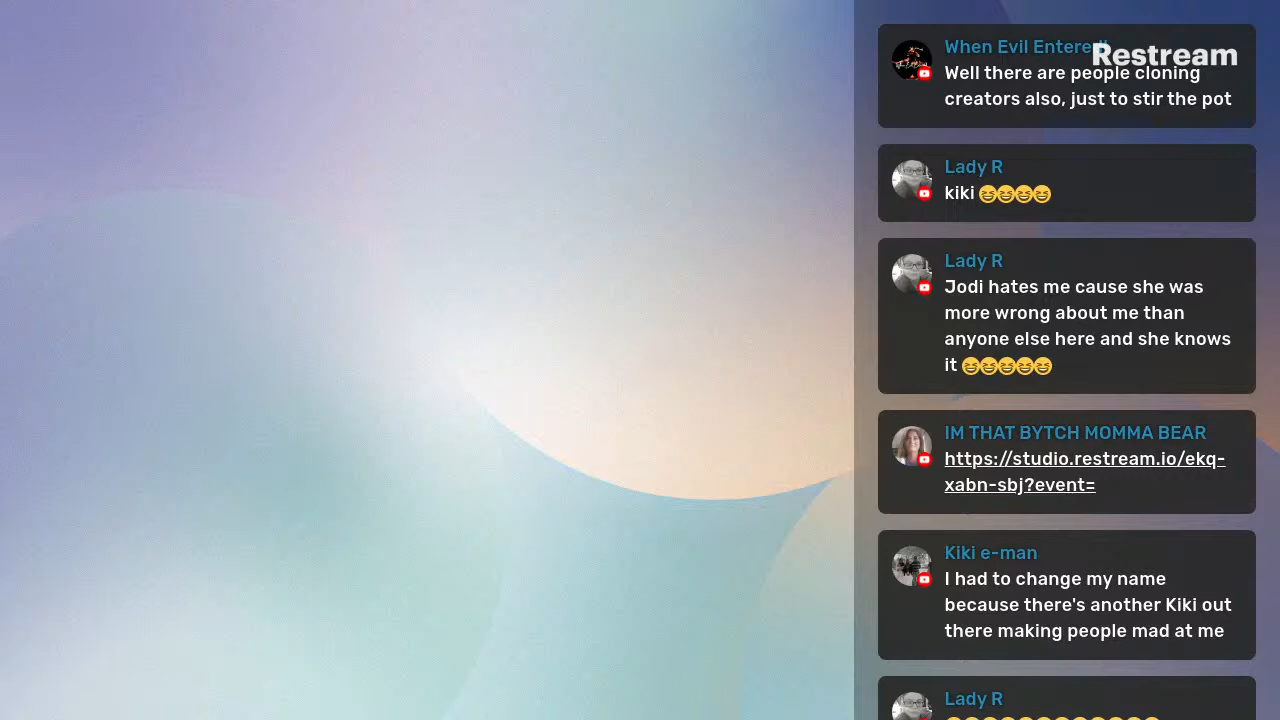 When Evil Entered!
Restream
Well there are people cloning
creators also, just to stir the pot
Lady R
kiki 😆😆😆😆
Lady R
Jodi hates me cause she was
more wrong about me than
anyone else here and she knows
it 😆😆😆😆😆
IM THAT BYTCH MOMMA BEAR
https://studio.restream.io/ekq-
xabn-sbj?event=
Kiki e-man
I had to change my name
because there's another Kiki out
there making people mad at me
Lady R